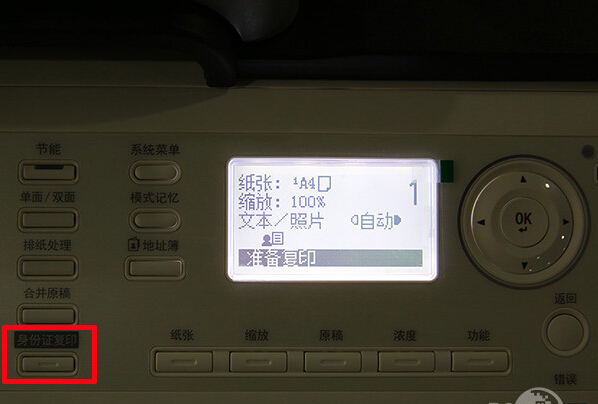 节能
系统菜单
单面/双面
模式记忆
排纸处理
地址簿
合并原稿
身份证复印
纸张: ¹A4
1
缩放: 100%
文本/照片 自动
准备复印
OK
返回
纸张
缩放
原稿
浓度
功能
错误